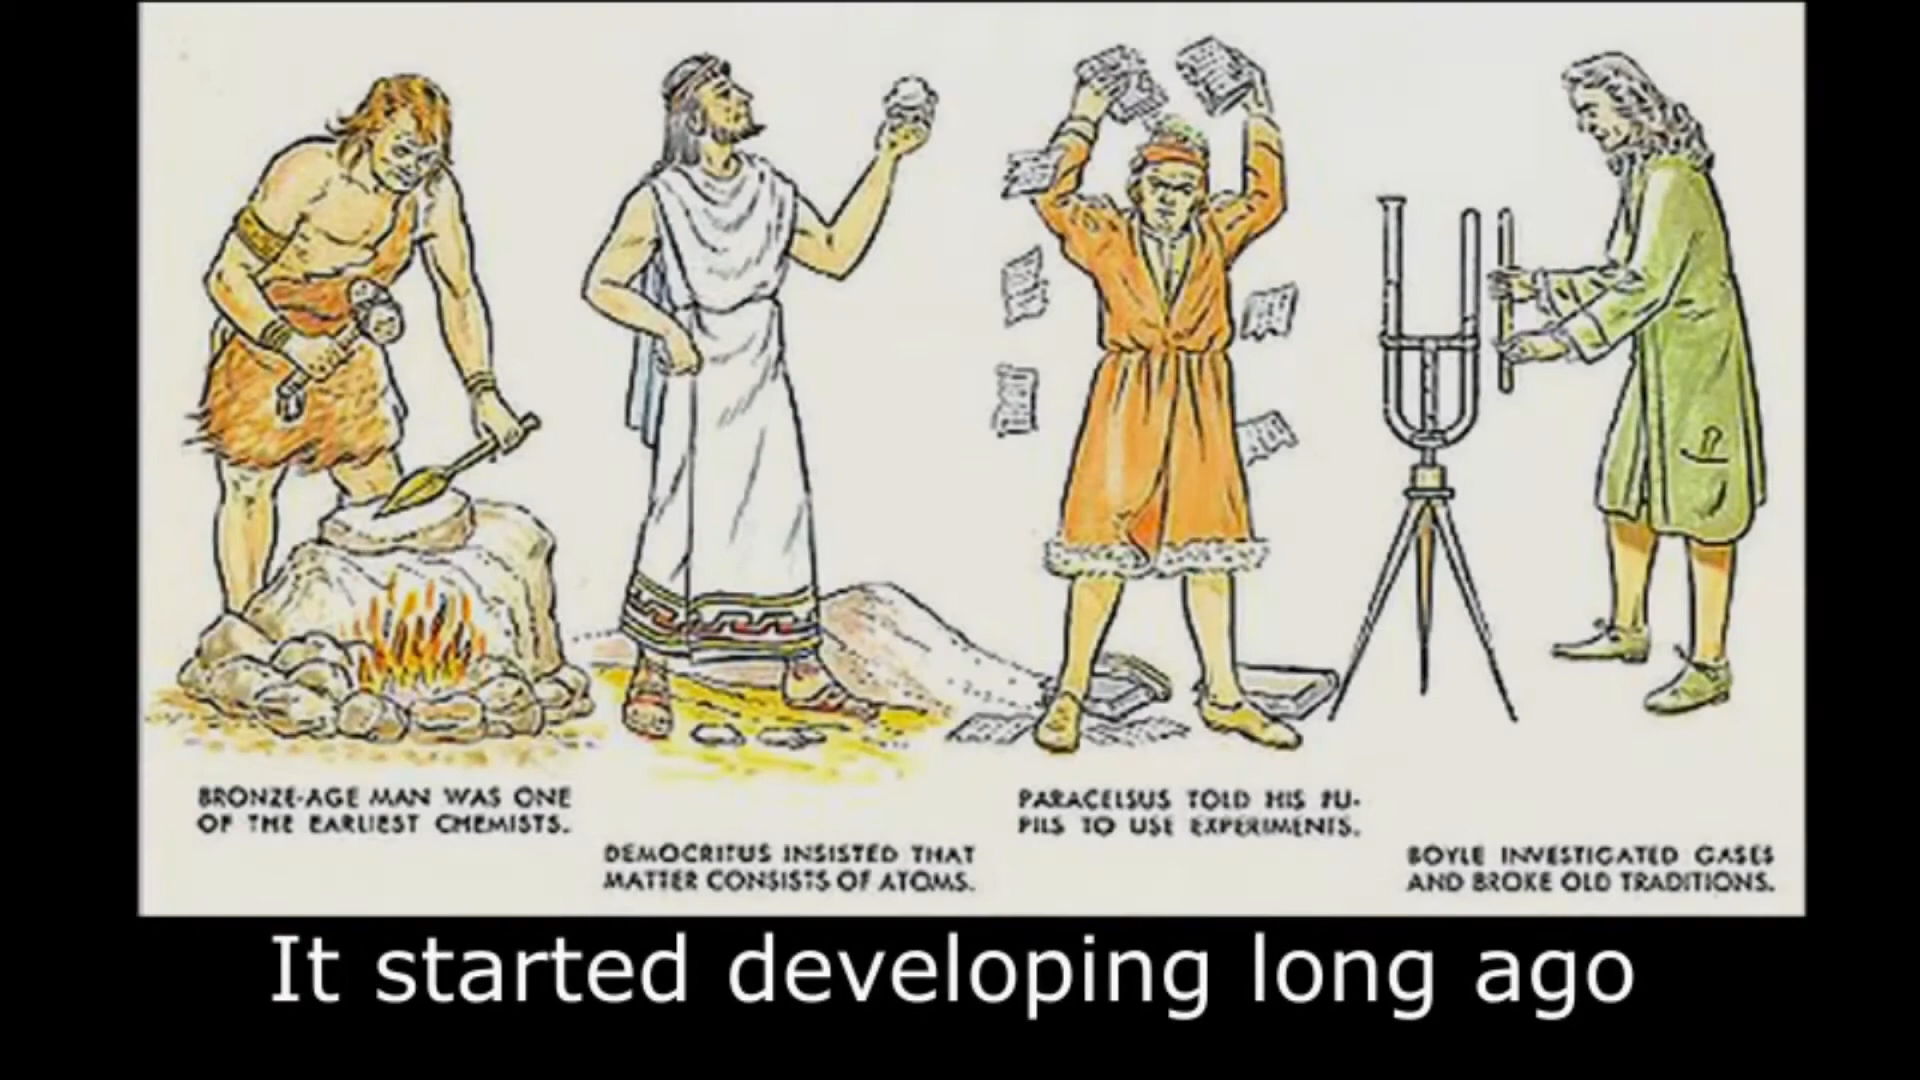 BRONZE-AGE MAN WAS ONE
OF THE EARLIEST CHEMISTS.
DEMOCRITUS INSISTED THAT
MATTER CONSISTS OF ATOMS.
PARACELSUS TOLD HIS PU-
PILS TO USE EXPERIMENTS.
BOYLE INVESTIGATED GASES
AND BROKE OLD TRADITIONS.
It started developing long ago